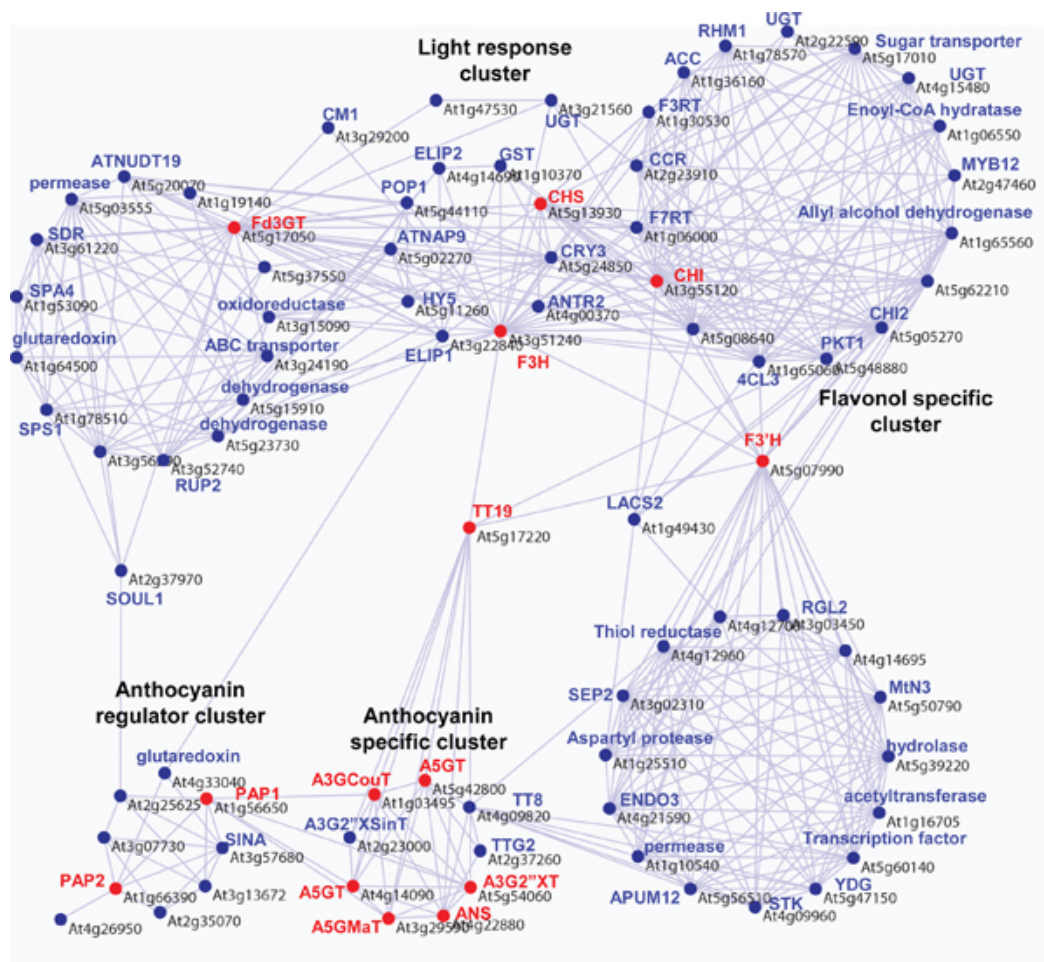 UGT
RHM1
At2g22590
Sugar transporter
Light response
cluster
At1g78570
At5g17010
ACC
At1g36160
UGT
At4g15480
At1g47530
At3g21560
UGT
F3RT
At1g30530
Enoyl-CoA hydratase
At1g06550
CM1
At3g29200
ELIP2
At4g14690
GST
At1g10370
CCR
At2g23910
MYB12
At2g47460
ATNUDT19
At5g20070
permease
At5g03555
At1g19140
POP1
At5g44110
CHS
At5g13930
Allyl alcohol dehydrogenase
At1g65560
Fd3GT
At5g17050
F7RT
At1g06000
SDR
At3g61220
ATNAP9
At5g02270
CRY3
At5g24850
At5g37550
CHI
At3g55120
At5g62210
SPA4
At1g53090
oxidoreductase
At3g15090
HY5
At5g11260
ANTR2
At4g00370
CHI2
At5g05270
At5g08640
glutaredoxin
At1g64500
ABC transporter
At3g24190
At3g22840
ELIP1
At3g51240
F3H
PKT1
At5g48880
At1g65060
4CL3
dehydrogenase
At5g15910
Flavonol specific
cluster
At1g78510
SPS1
dehydrogenase
At5g23730
F3'H
At5g07990
At3g52740
RUP2
LACS2
At1g49430
TT19
At5g17220
At2g37970
SOUL1
RGL2
At3g03450
At4g12700
Thiol reductase
At4g12960
At4g14695
Anthocyanin
regulator cluster
Anthocyanin
specific cluster
SEP2
At3g02310
MtN3
At5g50790
Aspartyl protease
At1g25510
hydrolase
At5g39220
glutaredoxin
At4g33040
A3GCouT
At1g03495
A5GT
At5g42800
PAP1
At1g56650
At2g25625
TT8
At4g09820
ENDO3
At4g21590
acetyltransferase
At1g16705
A3G2"XSinT
At2g23000
SINA
At3g57680
At3g07730
TTG2
At2g37260
permease
At1g10540
Transcription factor
At5g60140
PAP2
At1g66390
At3g13672
A5GT
At4g14090
A3G2"XT
At5g54060
APUM12
At5g56510
YDG
At5g47150
STK
At4g09960
At4g26950
At2g35070
A5GMaT
At3g29590
ANS
At4g22880